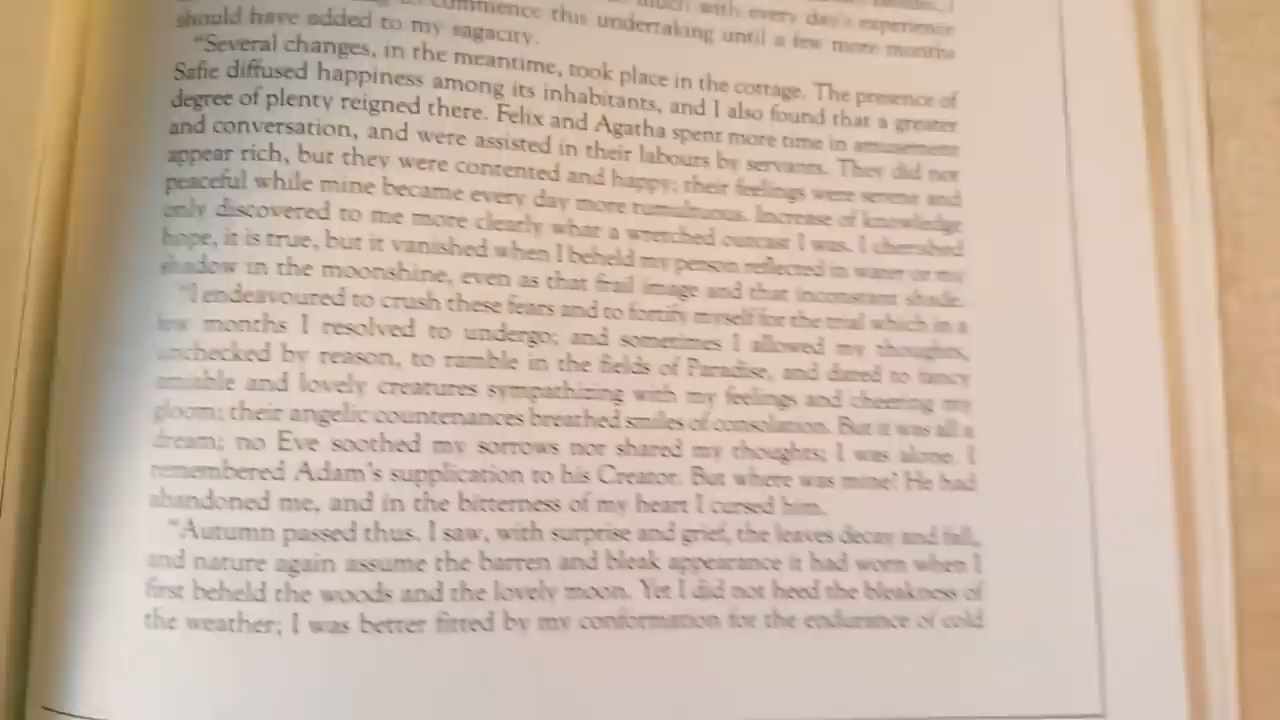 commence this undertaking until a few more months
should have added to my sagacity.
“Several changes, in the meantime, took place in the cottage. The presence of
Safie diffused happiness among its inhabitants, and I also found that a greater
degree of plenty reigned there. Felix and Agatha spent more time in amusement
and conversation, and were assisted in their labours by servants. They did not
appear rich, but they were contented and happy; their feelings were serene and
peaceful while mine became every day more tumultuous. Increase of knowledge
only discovered to me more clearly what a wretched outcast I was. I cherished
hope, it is true, but it vanished when I beheld my person reflected in water or my
shadow in the moonshine, even as that frail image and that inconstant shade.
“I endeavoured to crush these fears and to fortify myself for the trial which in a
few months I resolved to undergo; and sometimes I allowed my thoughts,
unchecked by reason, to ramble in the fields of Paradise, and dared to fancy
amiable and lovely creatures sympathizing with my feelings and cheering my
gloom; their angelic countenances breathed smiles of consolation. But it was all a
dream; no Eve soothed my sorrows nor shared my thoughts; I was alone. I
remembered Adam’s supplication to his Creator. But where was mine? He had
abandoned me, and in the bitterness of my heart I cursed him.
“Autumn passed thus. I saw, with surprise and grief, the leaves decay and fall,
and nature again assume the barren and bleak appearance it had worn when I
first beheld the woods and the lovely moon. Yet I did not heed the bleakness of
the weather; I was better fitted by my conformation for the endurance of cold